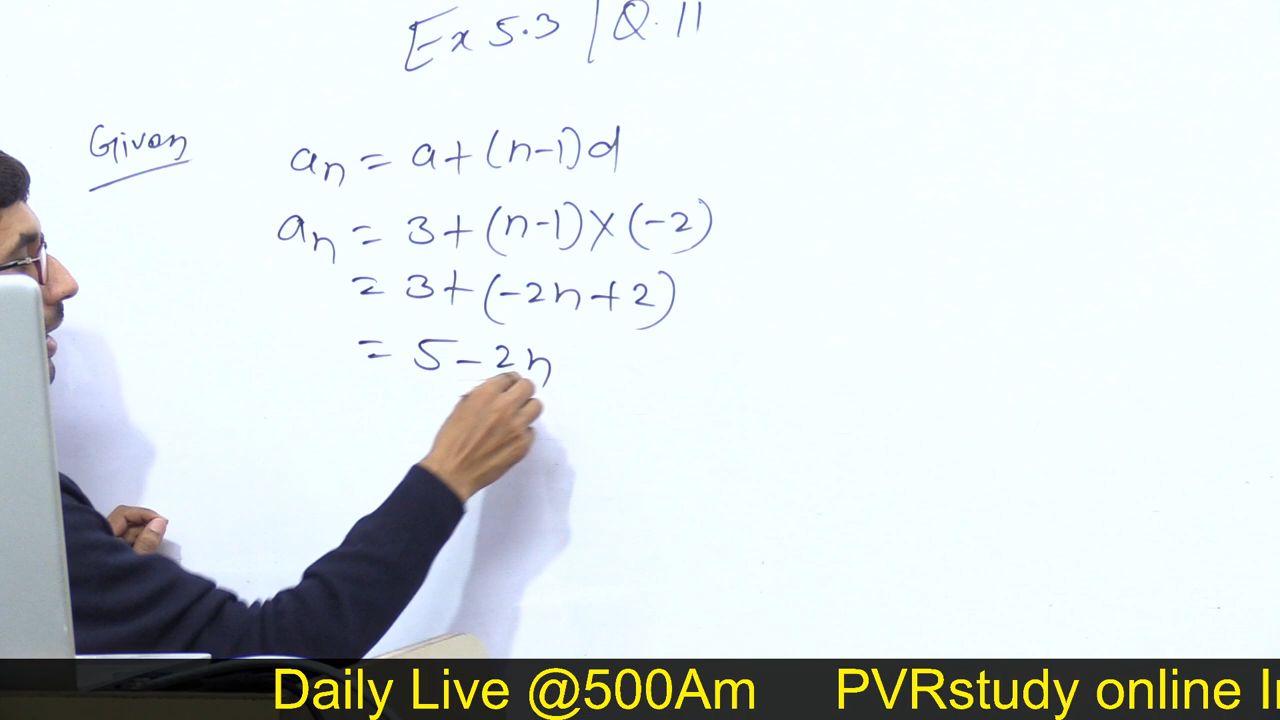 Ex 5.3 / Q.11
Given
aₙ = a + (n-1)d
aₙ = 3 + (n-1) × (-2)
= 3 + (-2n + 2)
= 5 - 2n
Daily Live @500Am PVRstudy online